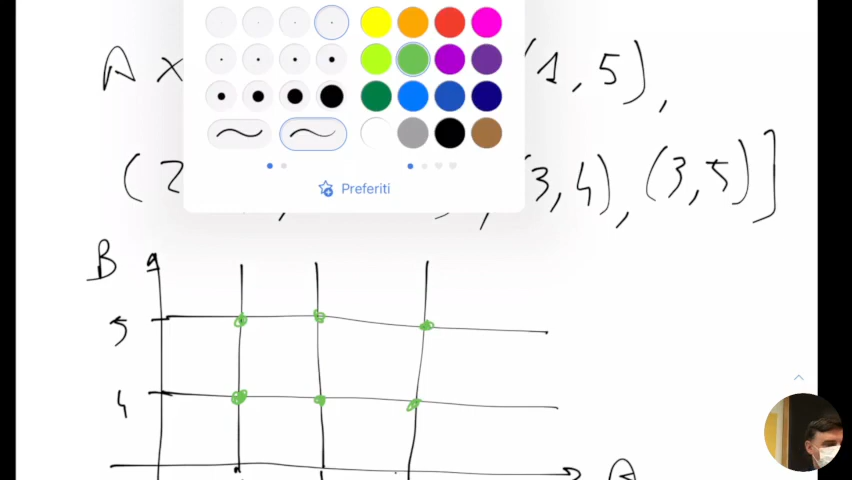 A × (1, 5),
(2 3, 4), (3, 5)]
Preferiti
B
5
4
A